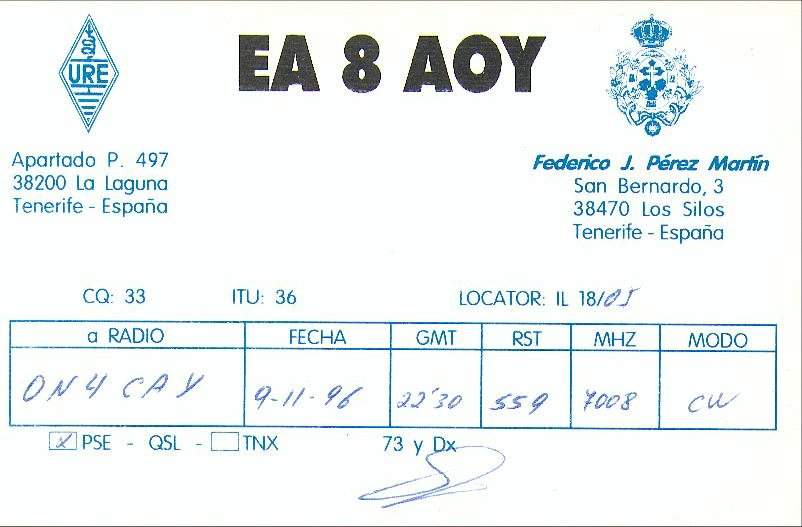 URE
EA 8 AOY
Apartado P. 497
38200 La Laguna
Tenerife - España
Federico J. Pérez Martín
San Bernardo, 3
38470 Los Silos
Tenerife - España
CQ: 33 ITU: 36 LOCATOR: IL 18/05
a RADIO FECHA GMT RST MHZ MODO
ON4CAY 9-11-96 22'30 559 7008 CW
PSE - QSL - TNX 73 y Dx